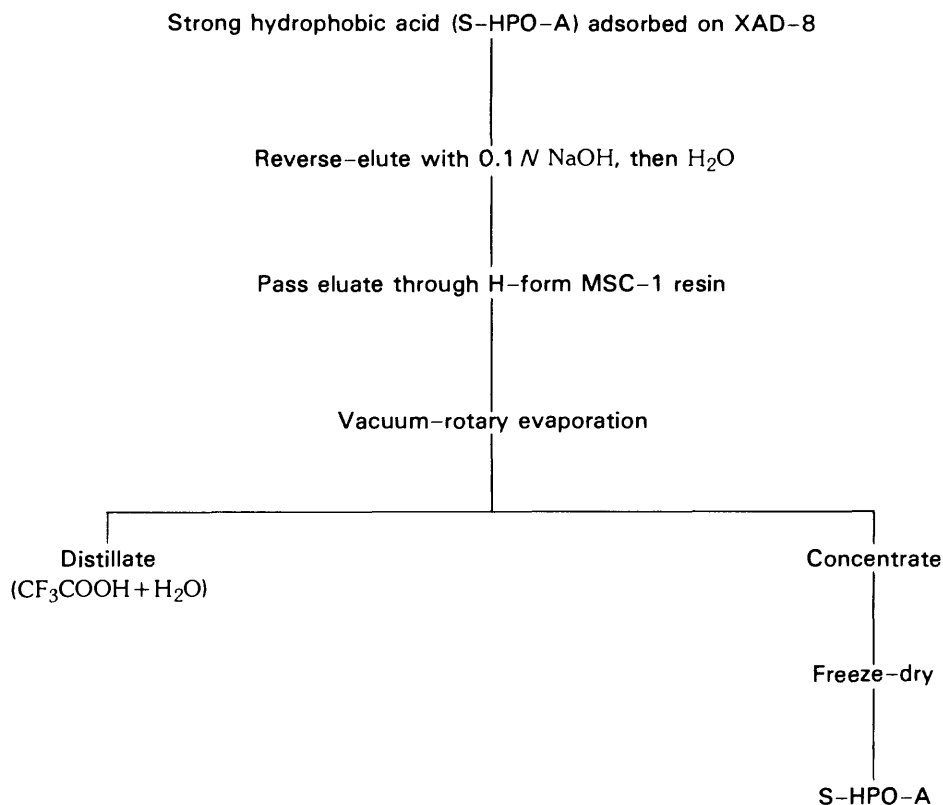 Strong hydrophobic acid (S-HPO-A) adsorbed on XAD-8
Reverse-elute with 0.1 N NaOH, then H₂O
Pass eluate through H-form MSC-1 resin
Vacuum-rotary evaporation
Distillate
(CF₃COOH+H₂O)
Concentrate
Freeze-dry
S-HPO-A